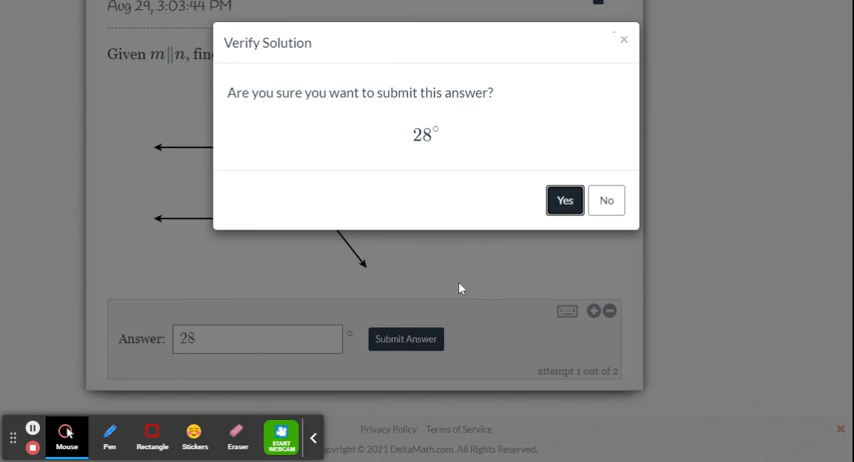 Aug 29, 3:03:44 PM
Given m||n, fin
Verify Solution
×
Are you sure you want to submit this answer?
28°
Yes
No
Answer: 28 °
Submit Answer
attempt 1 out of 2
Privacy Policy Terms of Service
pyright © 2021 DeltaMath.com. All Rights Reserved.
Mouse
Pen
Rectangle
Stickers
Eraser
START
WEBCAM